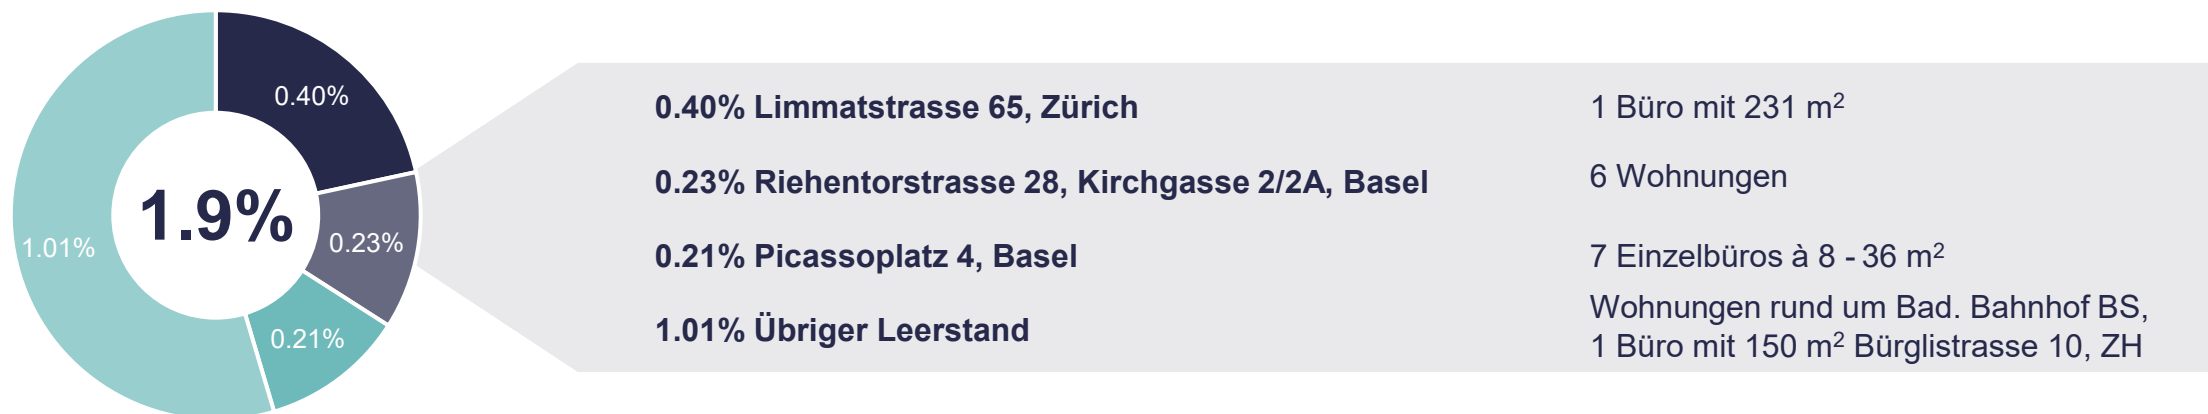 0.40%
0.23%
0.21%
1.01%
1.9%
0.40% Limmatstrasse 65, Zürich 1 Büro mit 231 m²
0.23% Riehentorstrasse 28, Kirchgasse 2/2A, Basel 6 Wohnungen
0.21% Picassoplatz 4, Basel 7 Einzelbüros à 8 - 36 m²
1.01% Übriger Leerstand Wohnungen rund um Bad. Bahnhof BS,
1 Büro mit 150 m² Bürglistrasse 10, ZH